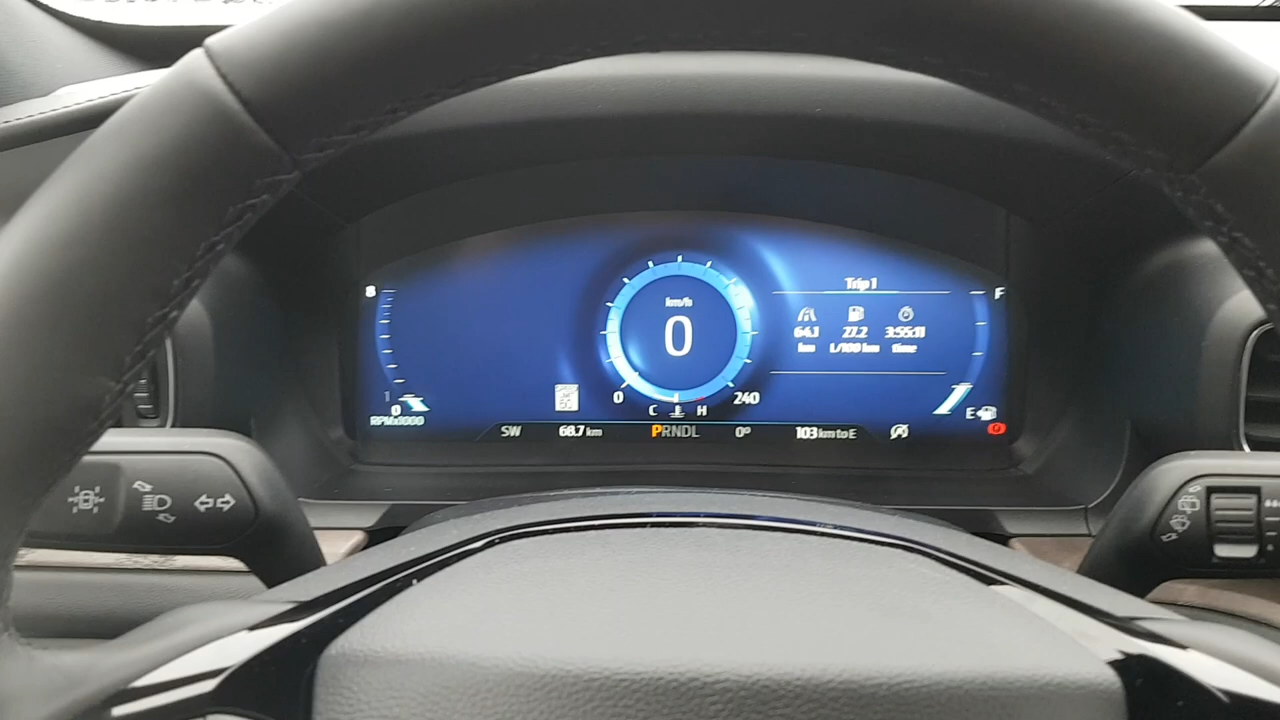 8
Trip 1
F
km/h
0
64.1 27.2 3:55:11
km L/100 km time
1
0
RPMx1000
0 240
C H
E
SW 68.7 km PRNDL 0° 103 km to E